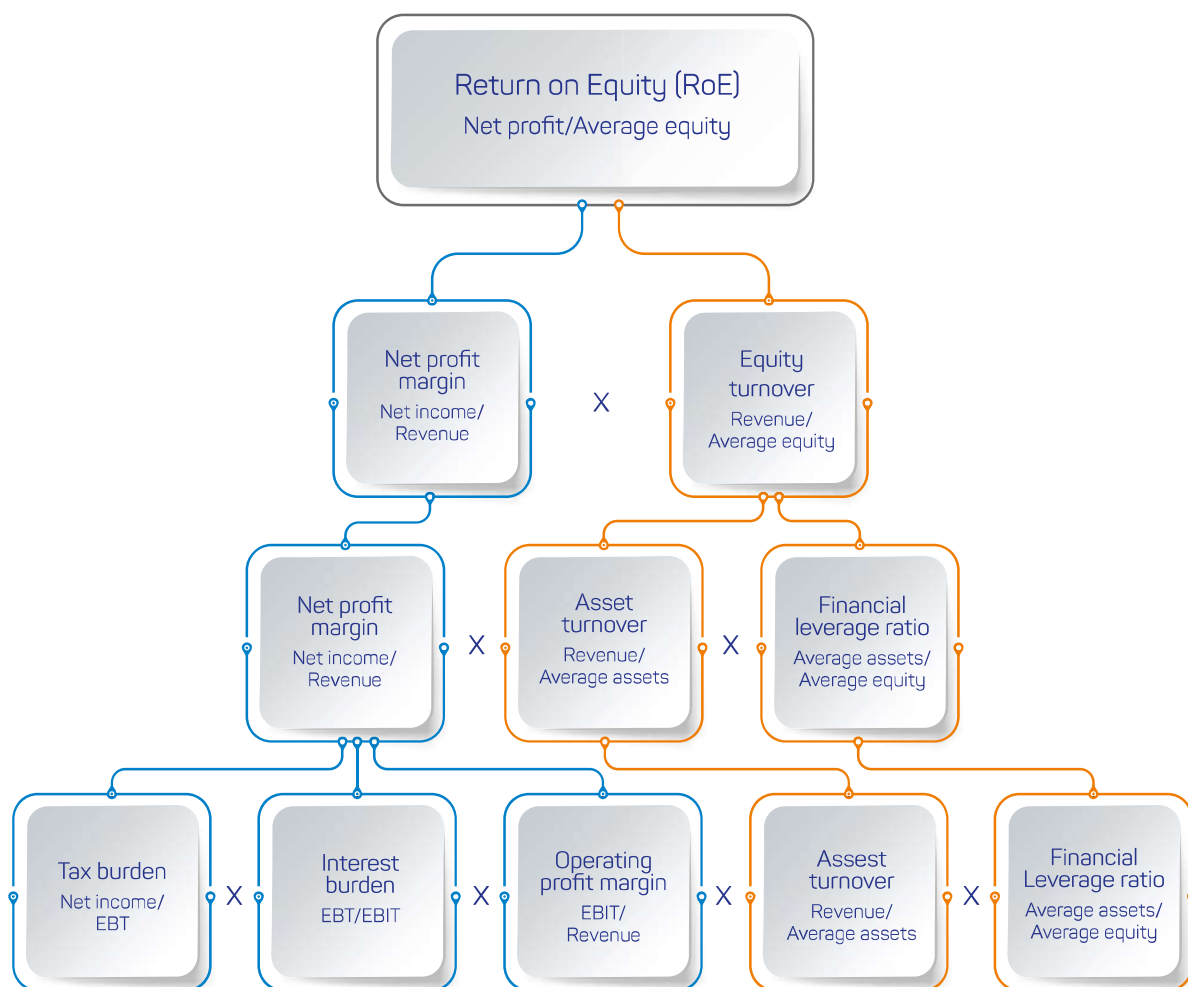 Return on Equity (RoE)
Net profit/Average equity
Net profit
margin
Net income/
Revenue
X
Equity
turnover
Revenue/
Average equity
Net profit
margin
Net income/
Revenue
X
Asset
turnover
Revenue/
Average assets
X
Financial
leverage ratio
Average assets/
Average equity
Tax burden
Net income/
EBT
X
Interest
burden
EBT/EBIT
X
Operating
profit margin
EBIT/
Revenue
X
Assest
turnover
Revenue/
Average assets
X
Financial
Leverage ratio
Average assets/
Average equity